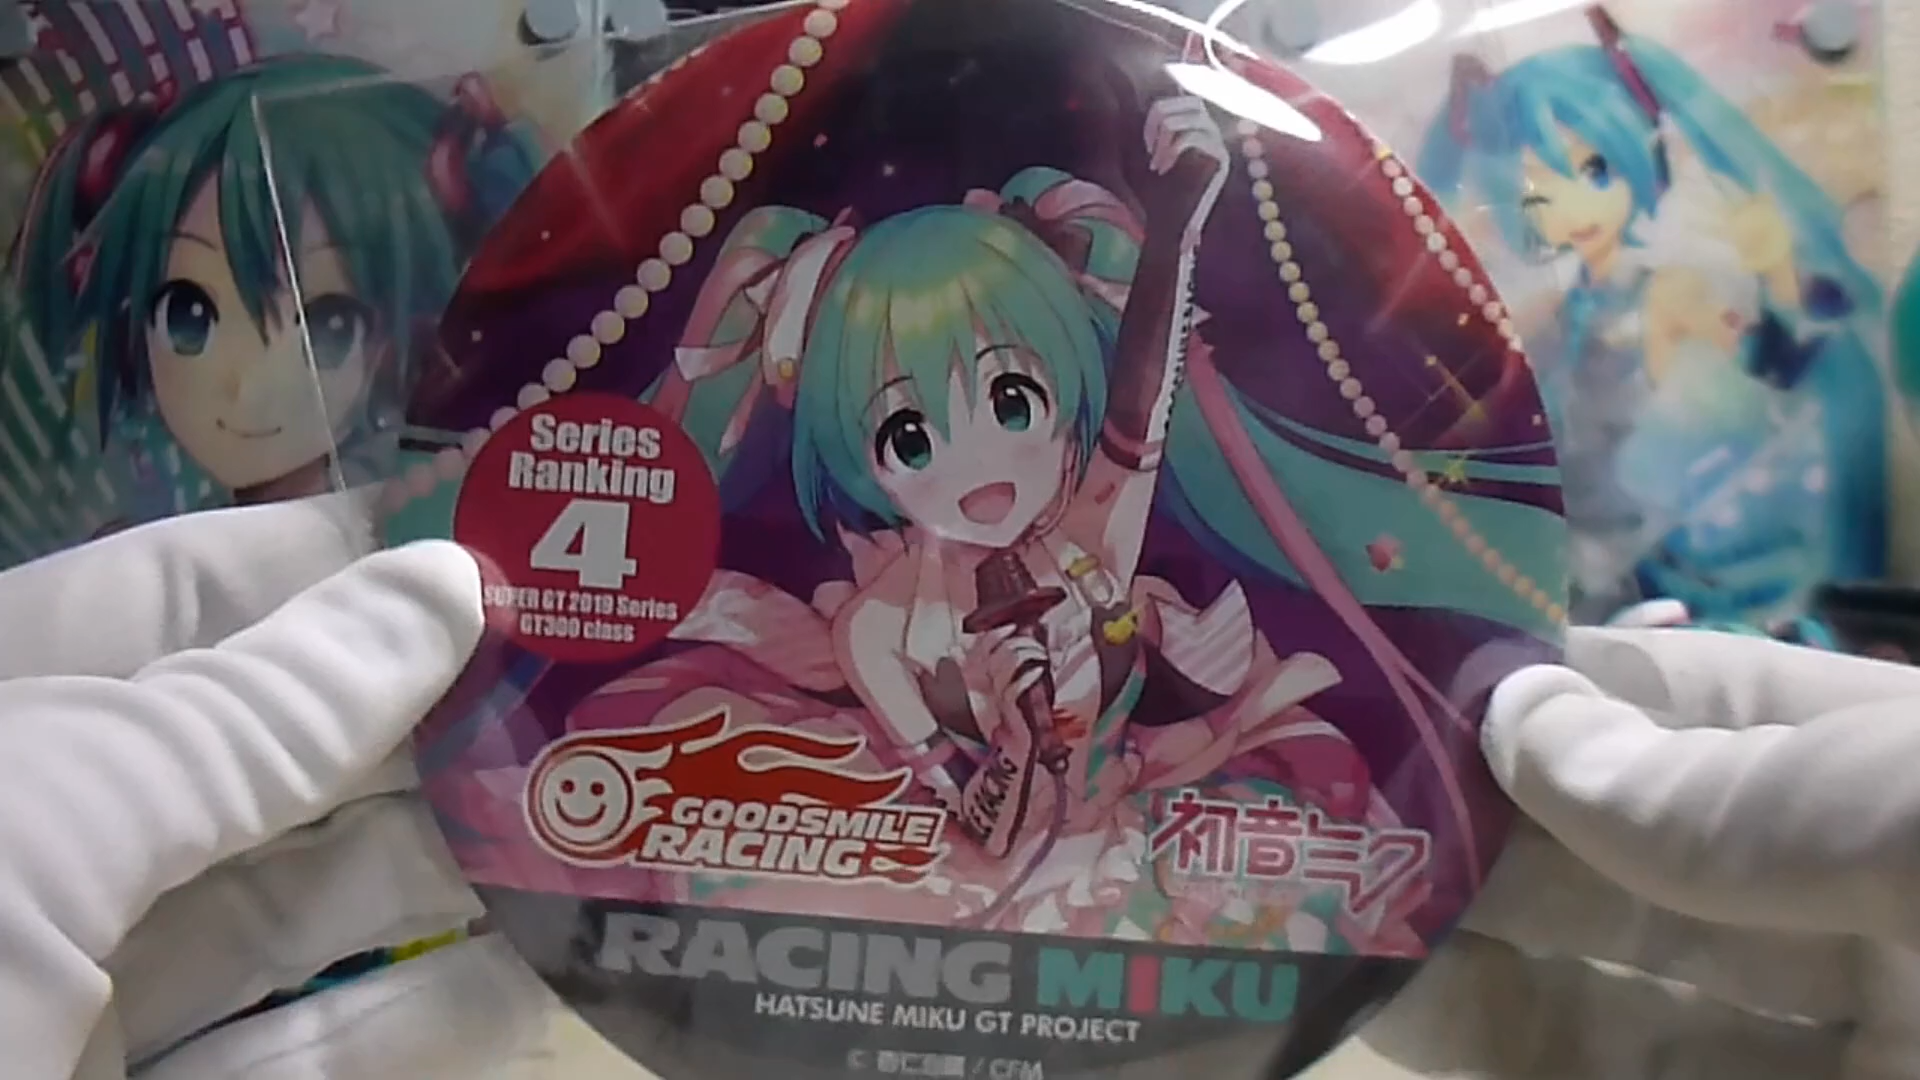 Series
Ranking
4
SUPER GT 2019 Series
GT300 class
GOODSMILE
RACING
初音ミク
RACING MIKU
HATSUNE MIKU GT PROJECT
/ CFM